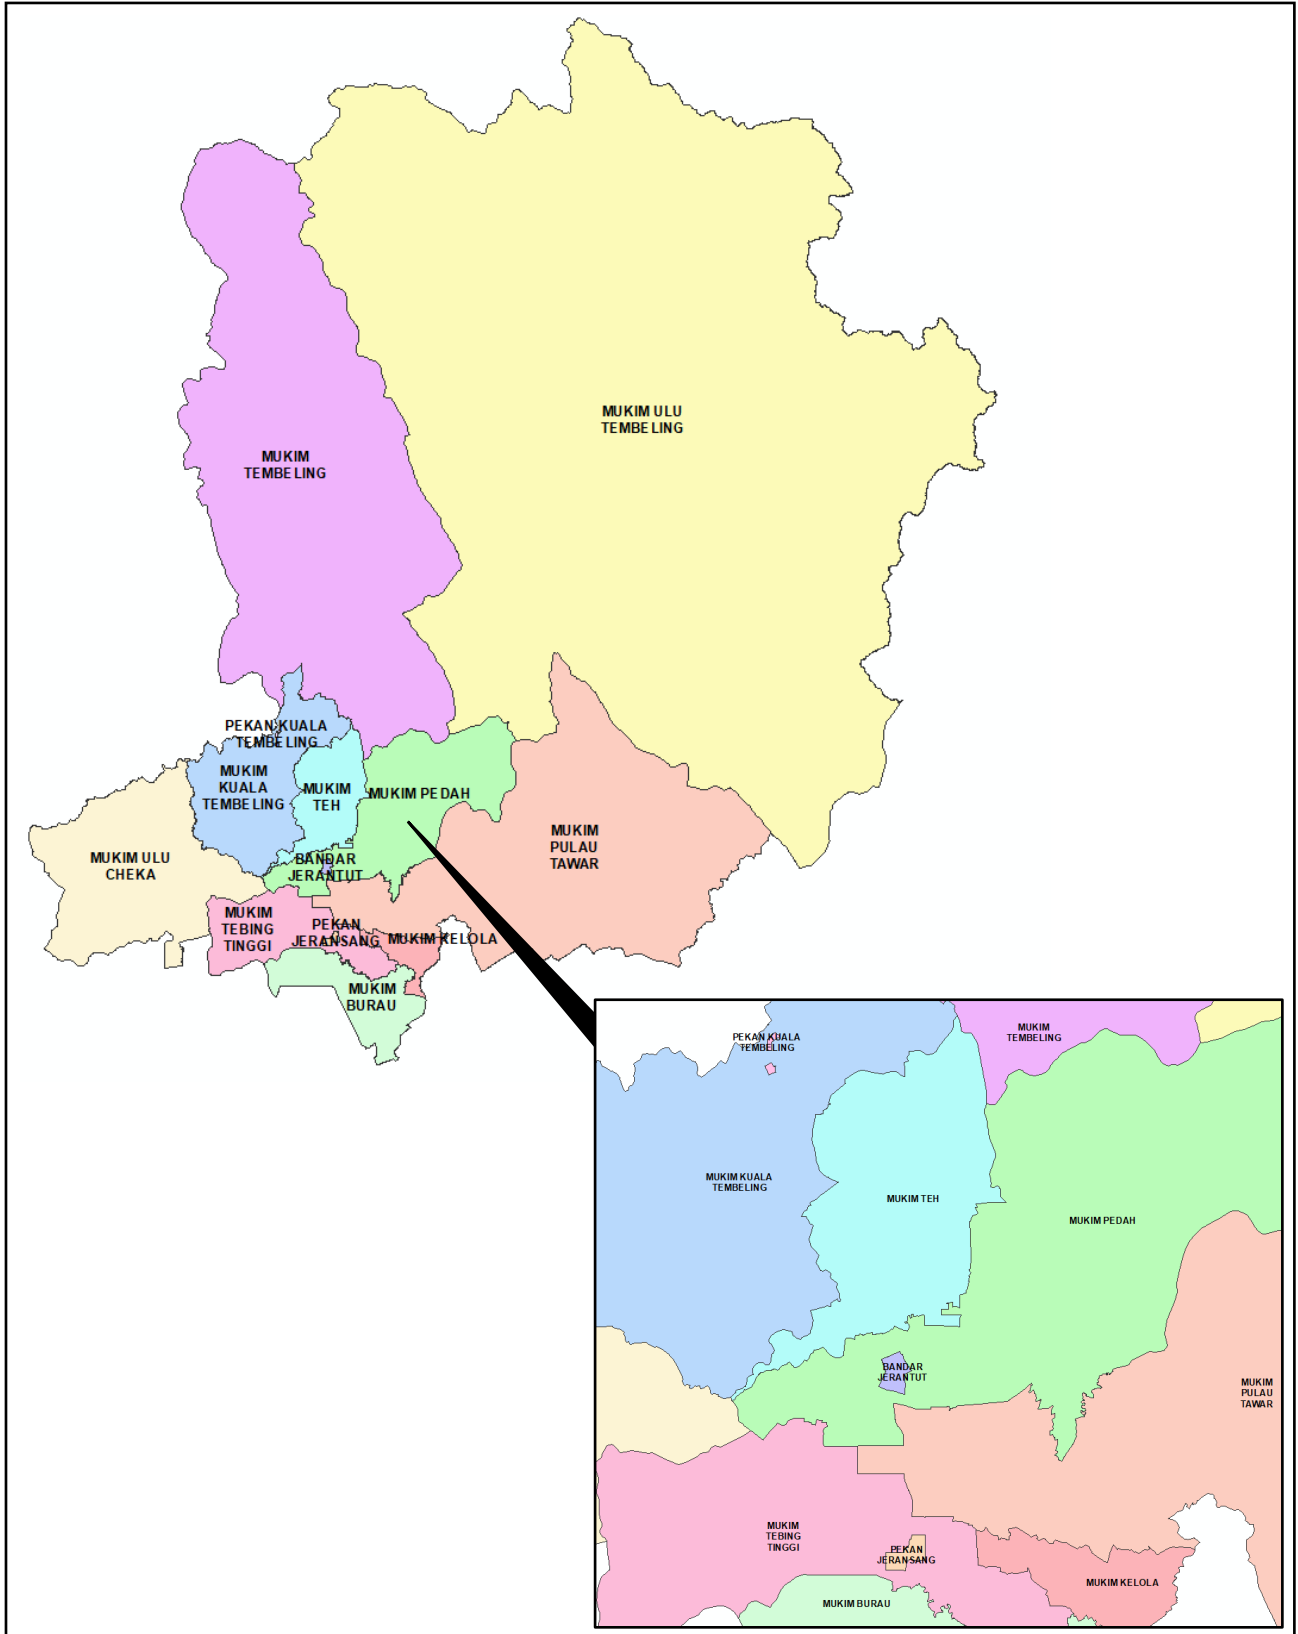 MUKIM ULU
TEMBELING
MUKIM
TEMBELING
PEKAN KUALA
TEMBELING
MUKIM
KUALA
TEMBELING
MUKIM
TEH
MUKIM PEDAH
MUKIM
PULAU
TAWAR
MUKIM ULU
CHEKA
BANDAR
JERANTUT
MUKIM
TEBING
TINGGI
PEKAN
JERANSANG
MUKIM KELOLA
MUKIM
BURAU
PEKAN KUALA
TEMBELING
MUKIM
TEMBELING
MUKIM KUALA
TEMBELING
MUKIM TEH
MUKIM PEDAH
BANDAR
JERANTUT
MUKIM
PULAU
TAWAR
MUKIM
TEBING
TINGGI
PEKAN
JERANSANG
MUKIM KELOLA
MUKIM BURAU